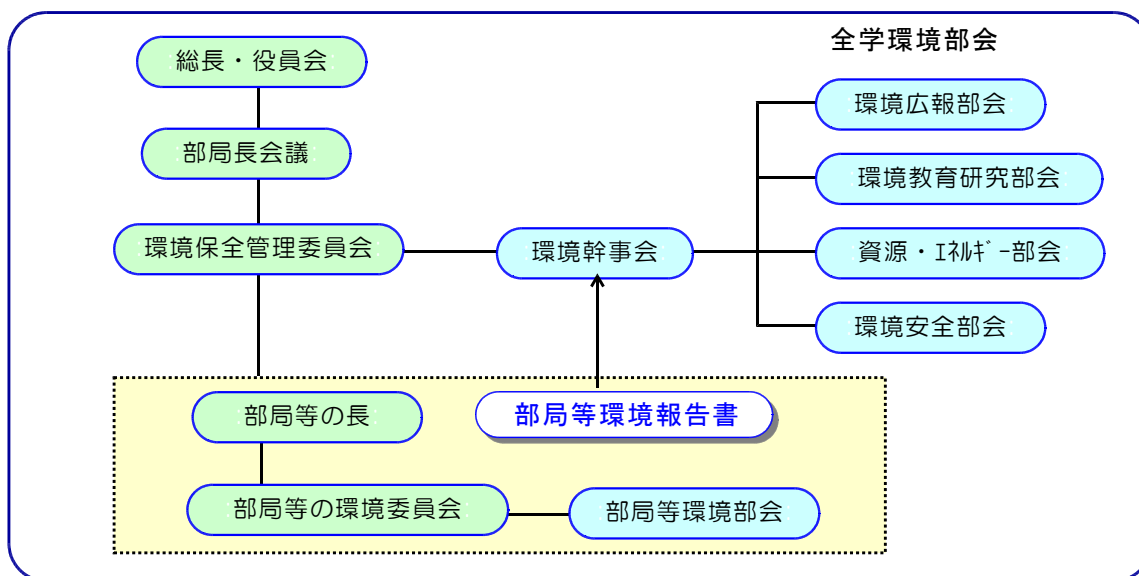 全学環境部会
総長・役員会
環境広報部会
部局長会議
環境教育研究部会
環境保全管理委員会
環境幹事会
資源・ｴﾈﾙｷﾞｰ部会
環境安全部会
部局等の長
部局等環境報告書
部局等の環境委員会
部局等環境部会